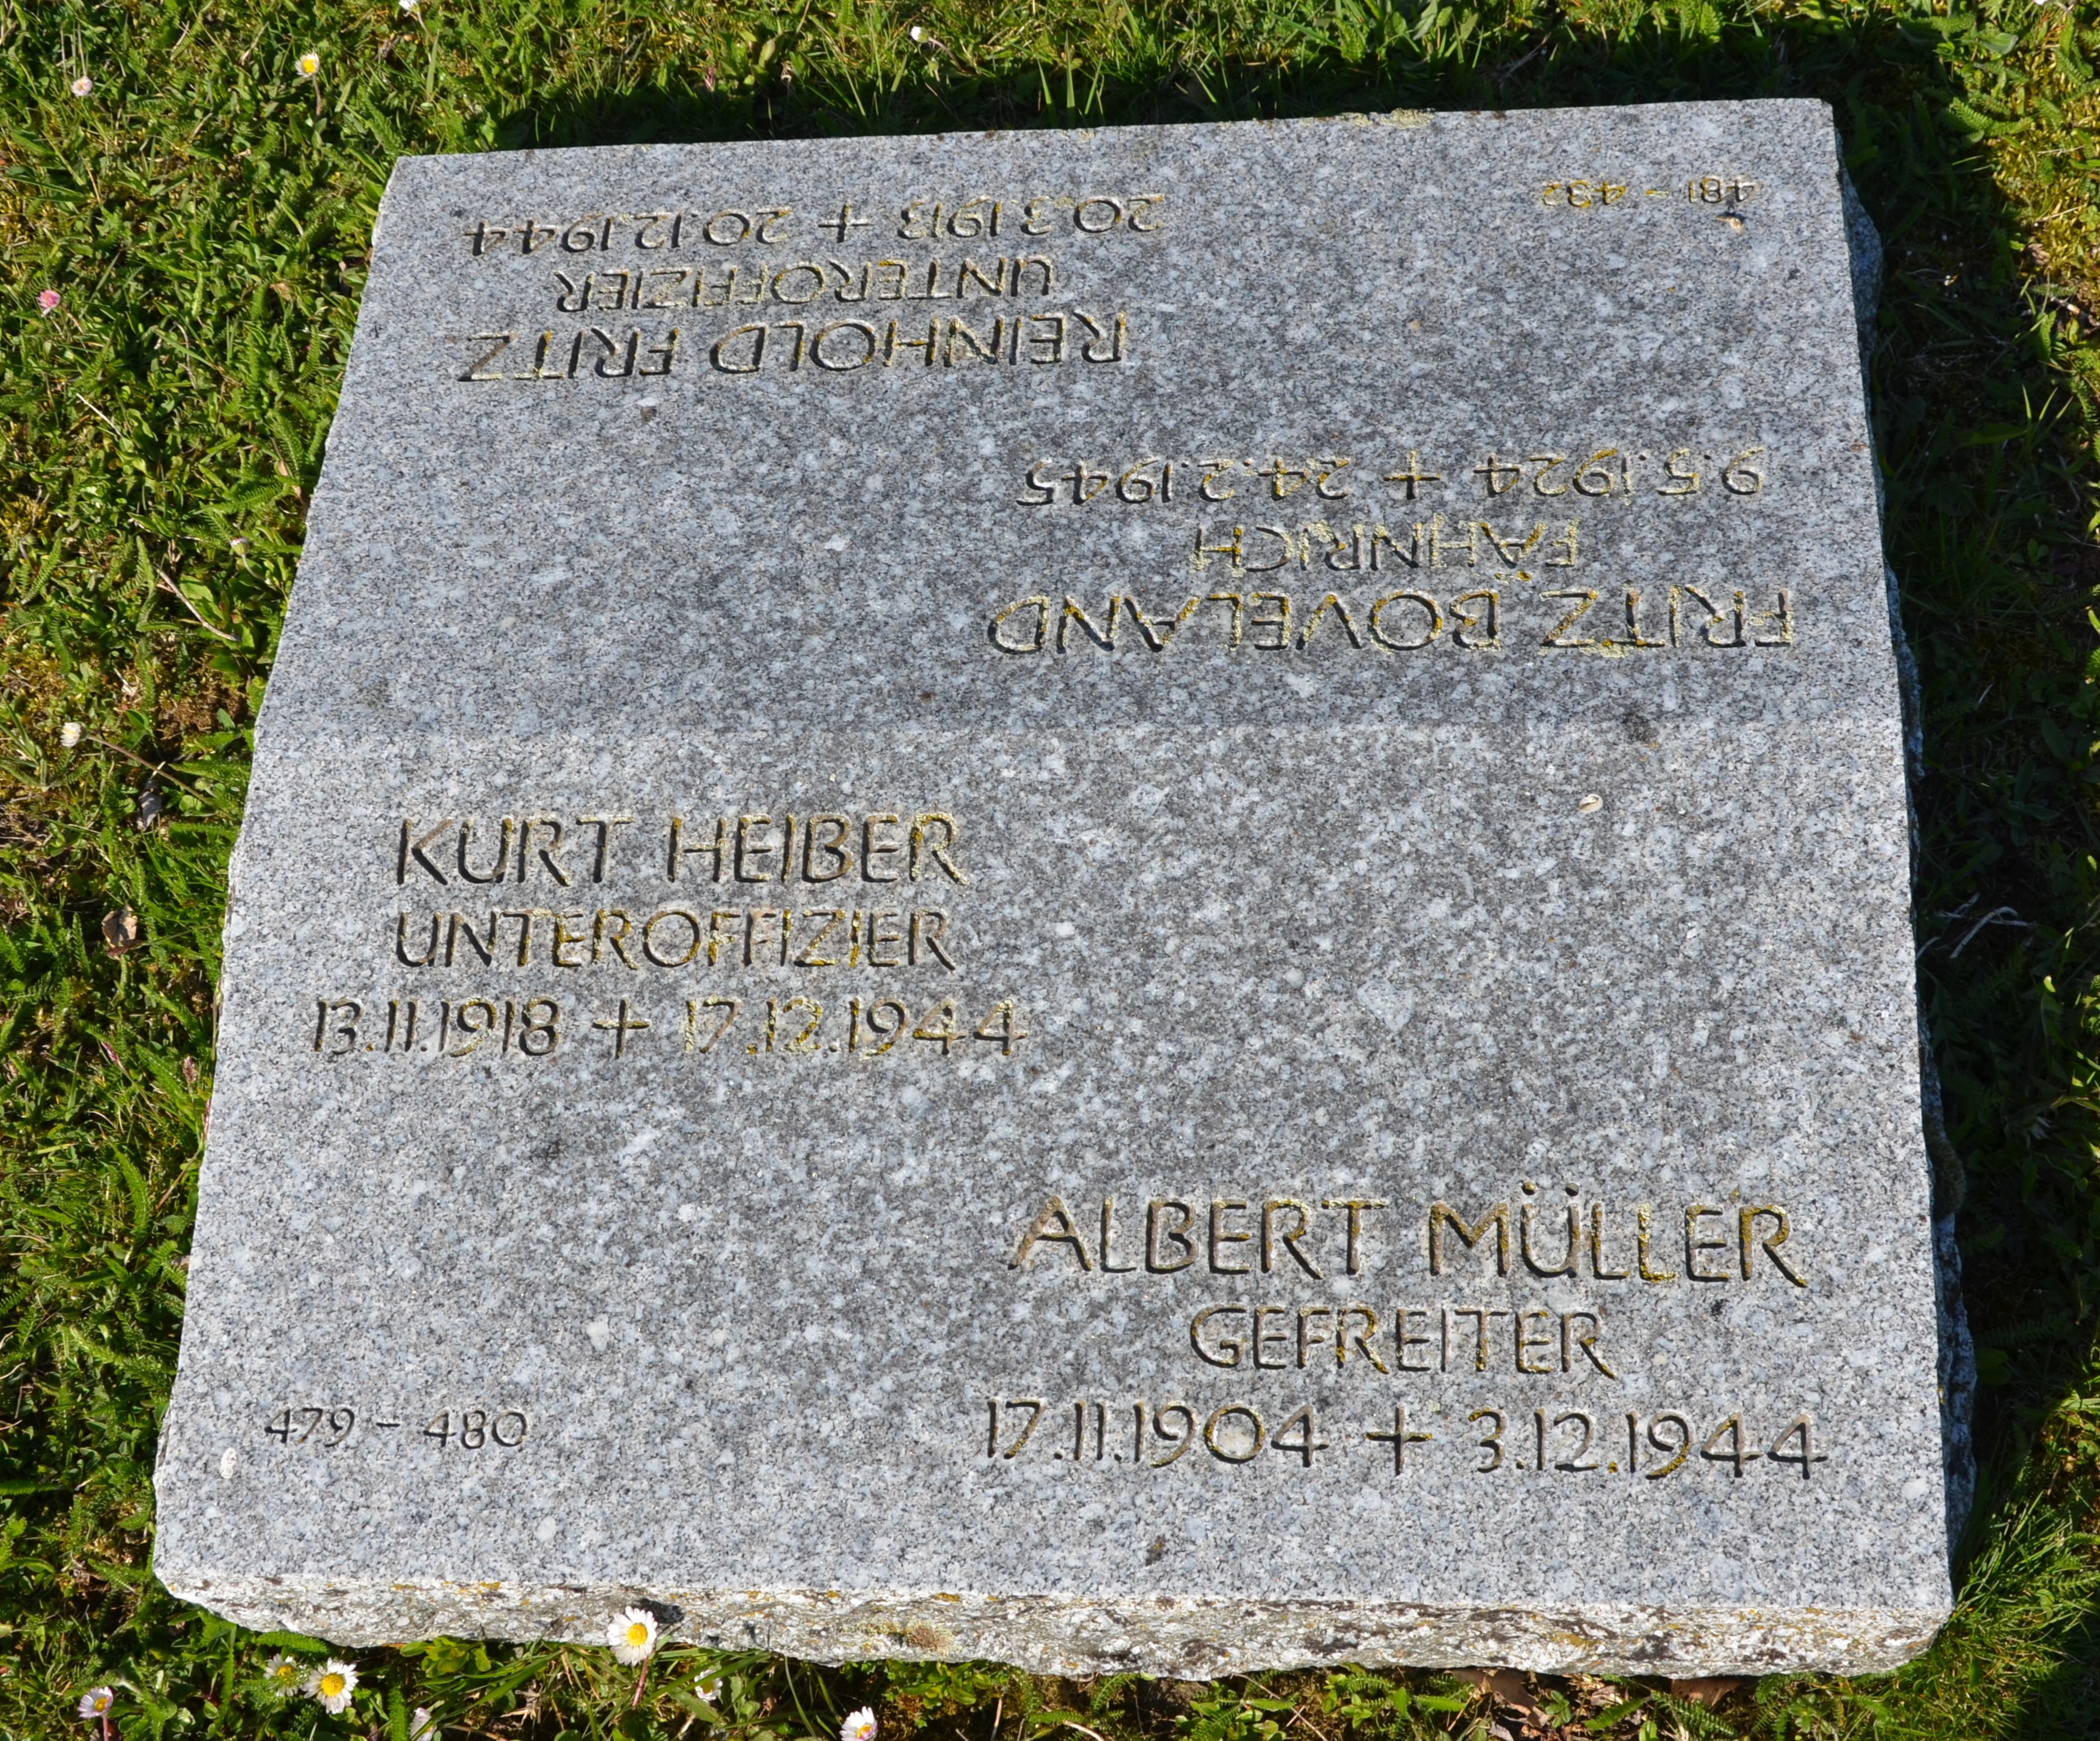 KURT HEIBER
UNTEROFFIZIER
13.11.1918 + 17.12.1944
ALBERT MÜLLER
GEFREITER
17.11.1904 + 3.12.1944
479 - 480
FRITZ BOVELAND
FÄHNRICH
9.5.1924 + 24.2.1945
REINHOLD FRITZ
UNTEROFFIZIER
20.3.1913 + 20.12.1944
481 - 482